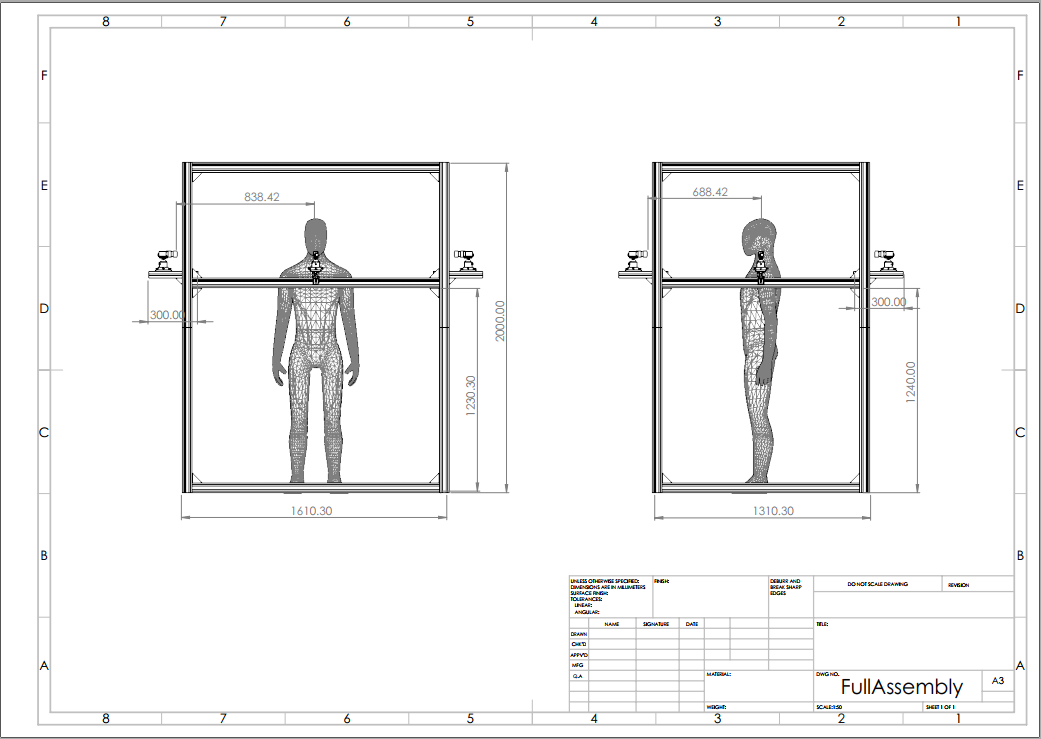 8 7 6 5 4 3 2 1
F F
E E
D D
C C
B B
A A
838.42
300.00
2000.00
1230.30
1610.30
688.42
300.00
1240.00
1310.30
UNLESS OTHERWISE SPECIFIED:
DIMENSIONS ARE IN MILLIMETERS
SURFACE FINISH:
TOLERANCES:
LINEAR:
ANGULAR:
FINISH:
DEBURR AND
BREAK SHARP
EDGES
DO NOT SCALE DRAWING
REVISION
NAME SIGNATURE DATE
TITLE:
DRAWN
CHK'D
APPV'D
MFG
Q.A
MATERIAL:
DWG NO.
FullAssembly
A3
WEIGHT:
SCALE:1:50
SHEET 1 OF 1
8 7 6 5 4 3 2 1